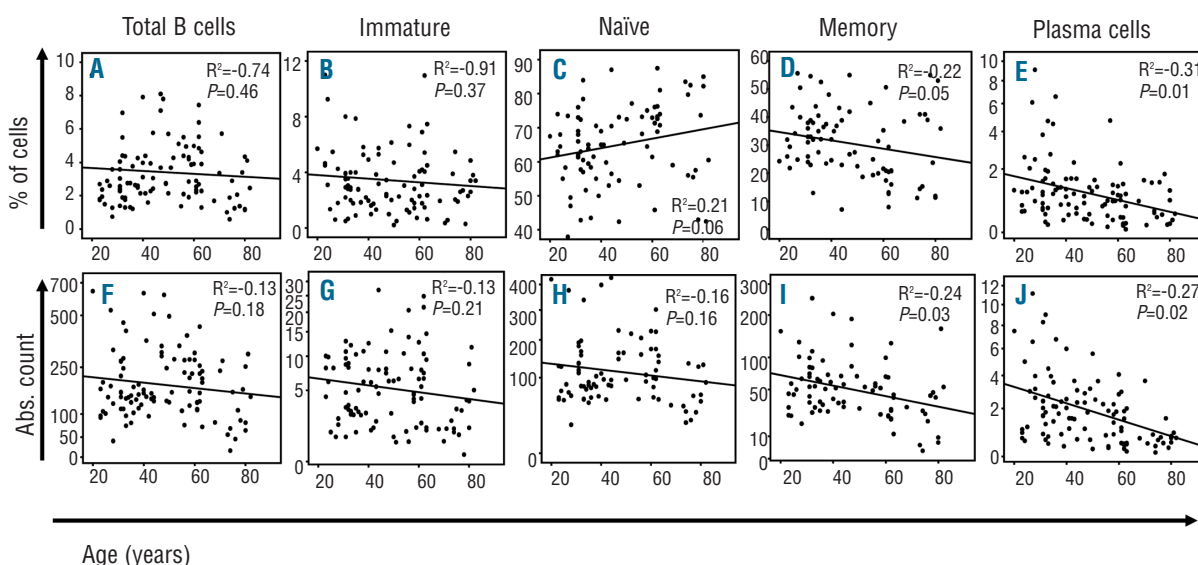 Total B cells Immature Naïve Memory Plasma cells
% of cells
A
R²=-0.74
P=0.46
10
8
6
4
2
0
20 40 60 80
B
R²=-0.91
P=0.37
12
8
4
0
20 40 60 80
C
R²=0.21
P=0.06
90
80
70
60
50
40
20 40 60 80
D
R²=-0.22
P=0.05
60
50
40
30
20
10
0
20 40 60 80
E
R²=-0.31
P=0.01
10
8
6
4
2
0
20 40 60 80
Abs. count
F
R²=-0.13
P=0.18
700
500
250
100
50
0
20 40 60 80
G
R²=-0.13
P=0.21
30
25
20
15
10
5
0
20 40 60 80
H
R²=-0.16
P=0.16
400
300
200
100
0
20 40 60 80
I
R²=-0.24
P=0.03
300
200
100
50
10
0
20 40 60 80
J
R²=-0.27
P=0.02
12
10
8
6
4
2
0
20 40 60 80
Age (years)